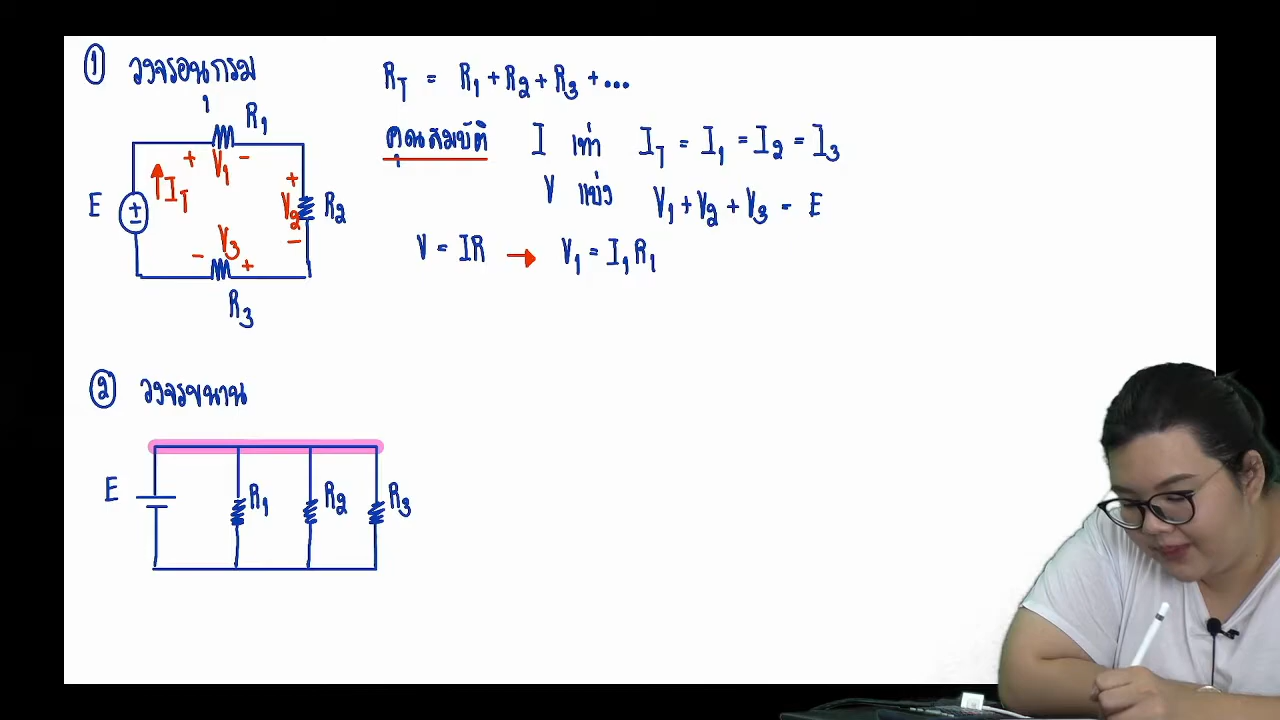 ① วงจรอนุกรม
R_T = R_1 + R_2 + R_3 + ...
R_1
คุณสมบัติ I เท่า I_T = I_1 = I_2 = I_3
+ V_1 -
I_T
E
+ V_2 -
R_2
V แบ่ง V_1 + V_2 + V_3 = E
- V_3 +
V = IR → V_1 = I_1 R_1
R_3
② วงจรขนาน
E
R_1
R_2
R_3